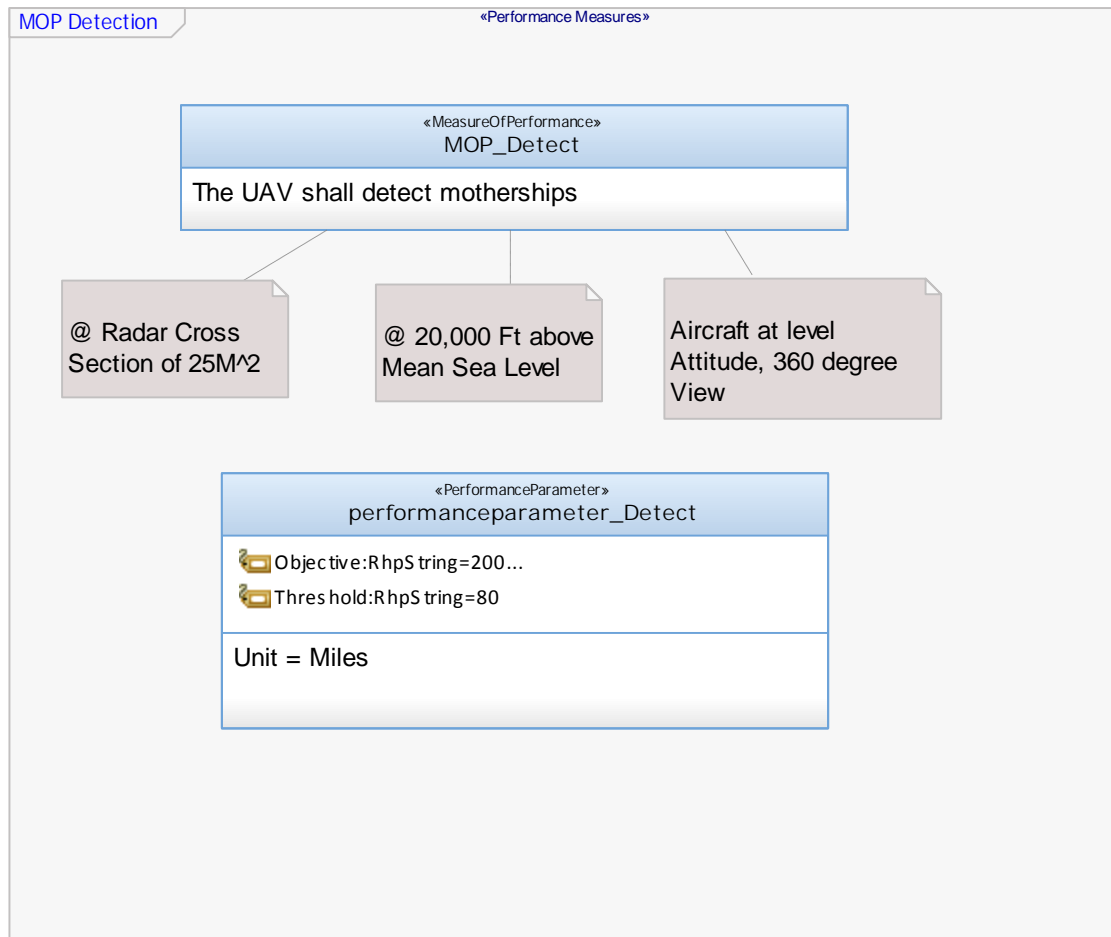 MOP Detection
«Performance Measures»
«MeasureOfPerformance»
MOP_Detect
The UAV shall detect motherships
@ Radar Cross
Section of 25M^2
@ 20,000 Ft above
Mean Sea Level
Aircraft at level
Attitude, 360 degree
View
«PerformanceParameter»
performanceparameter_Detect
Objective:RhpString=200...
Threshold:RhpString=80
Unit = Miles